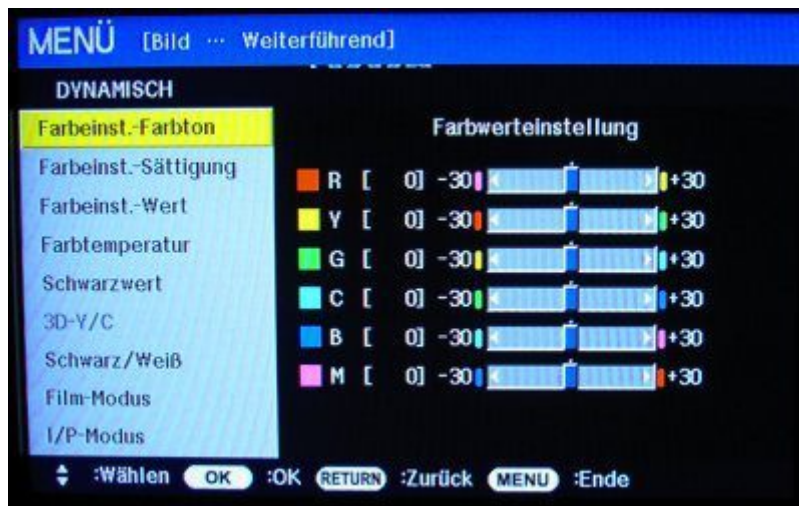 MENÜ [Bild ··· Weiterführend]
DYNAMISCH
Farbeinst.-Farbton
Farbeinst.-Sättigung
Farbeinst.-Wert
Farbtemperatur
Schwarzwert
3D-Y/C
Schwarz/Weiß
Film-Modus
I/P-Modus
Farbwerteinstellung
R [ 0] -30 +30
Y [ 0] -30 +30
G [ 0] -30 +30
C [ 0] -30 +30
B [ 0] -30 +30
M [ 0] -30 +30
:Wählen OK :OK RETURN :Zurück MENU :Ende